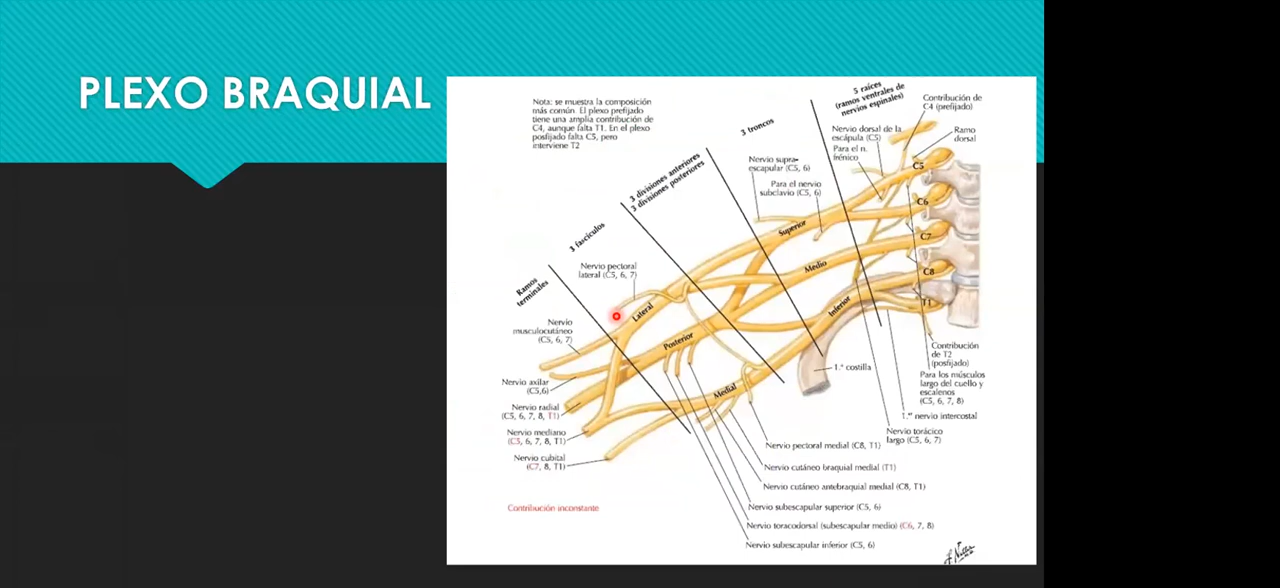 PLEXO BRAQUIAL
Nota: se muestra la composición
más común. El plexo prefijado
tiene una amplia contribución de
C4, aunque falta T1. En el plexo
posfijado falta C5, pero
interviene T2
5 raíces
(ramos ventrales de
nervios espinales)
Contribución de
C4 (prefijado)
3 troncos
Nervio dorsal de la
escápula (C5)
Ramo
dorsal
Para el n.
frénico
Nervio supra-
escapular (C5, 6)
3 divisiones anteriores
3 divisiones posteriores
Para el nervio
subclavio (C5, 6)
C5
C6
C7
C8
T1
3 fascículos
Superior
Medio
Inferior
Nervio pectoral
lateral (C5, 6, 7)
Ramos
terminales
Lateral
Posterior
Medial
Nervio
musculocutáneo
(C5, 6, 7)
Nervio axilar
(C5,6)
Nervio radial
(C5, 6, 7, 8, T1)
Nervio mediano
(C5, 6, 7, 8, T1)
Nervio cubital
(C7, 8, T1)
1.ª costilla
Contribución
de T2
(posfijado)
Para los músculos
largo del cuello y
escalenos
(C5, 6, 7, 8)
1.er nervio intercostal
Nervio torácico
largo (C5, 6, 7)
Nervio pectoral medial (C8, T1)
Nervio cutáneo braquial medial (T1)
Nervio cutáneo antebraquial medial (C8, T1)
Nervio subescapular superior (C5, 6)
Nervio toracodorsal (subescapular medio) (C6, 7, 8)
Nervio subescapular inferior (C5, 6)
Contribución inconstante